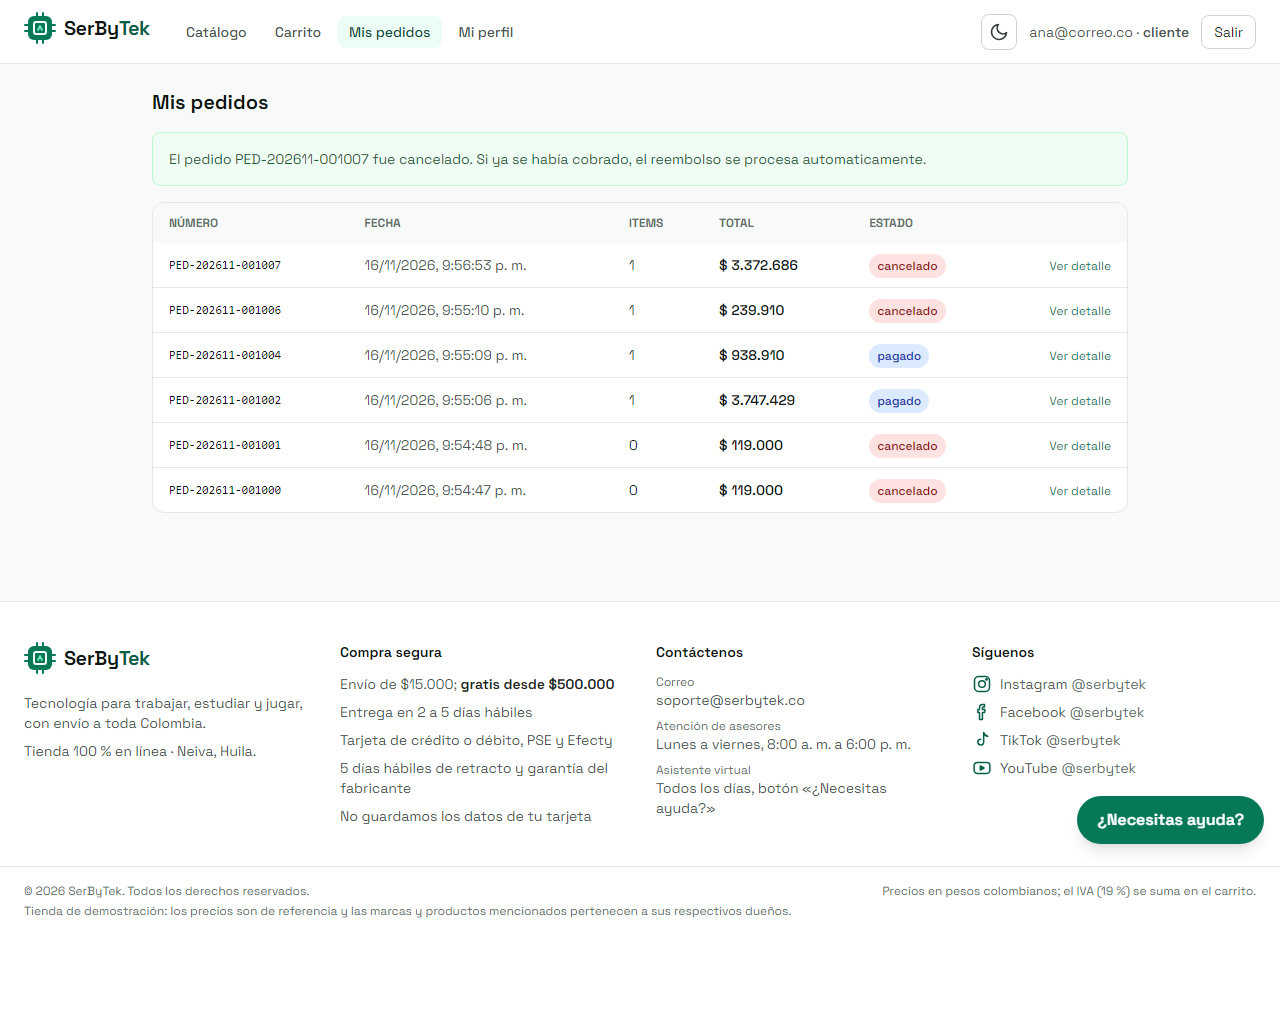 SerByTek
Catálogo
Carrito
Mis pedidos
Mi perfil
ana@correo.co · cliente
Salir
Mis pedidos
El pedido PED-202611-001007 fue cancelado. Si ya se había cobrado, el reembolso se procesa automaticamente.
NÚMERO FECHA ITEMS TOTAL ESTADO
PED-202611-001007 16/11/2026, 9:56:53 p. m. 1 $ 3.372.686 cancelado Ver detalle
PED-202611-001006 16/11/2026, 9:55:10 p. m. 1 $ 239.910 cancelado Ver detalle
PED-202611-001004 16/11/2026, 9:55:09 p. m. 1 $ 938.910 pagado Ver detalle
PED-202611-001002 16/11/2026, 9:55:06 p. m. 1 $ 3.747.429 pagado Ver detalle
PED-202611-001001 16/11/2026, 9:54:48 p. m. 0 $ 119.000 cancelado Ver detalle
PED-202611-001000 16/11/2026, 9:54:47 p. m. 0 $ 119.000 cancelado Ver detalle
SerByTek
Tecnología para trabajar, estudiar y jugar,
con envío a toda Colombia.
Tienda 100 % en línea · Neiva, Huila.
Compra segura
Envío de $15.000; gratis desde $500.000
Entrega en 2 a 5 días hábiles
Tarjeta de crédito o débito, PSE y Efecty
5 días hábiles de retracto y garantía del
fabricante
No guardamos los datos de tu tarjeta
Contáctenos
Correo
soporte@serbytek.co
Atención de asesores
Lunes a viernes, 8:00 a. m. a 6:00 p. m.
Asistente virtual
Todos los días, botón «¿Necesitas
ayuda?»
Síguenos
Instagram @serbytek
Facebook @serbytek
TikTok @serbytek
YouTube @serbytek
¿Necesitas ayuda?
© 2026 SerByTek. Todos los derechos reservados.
Tienda de demostración: los precios son de referencia y las marcas y productos mencionados pertenecen a sus respectivos dueños.
Precios en pesos colombianos; el IVA (19 %) se suma en el carrito.